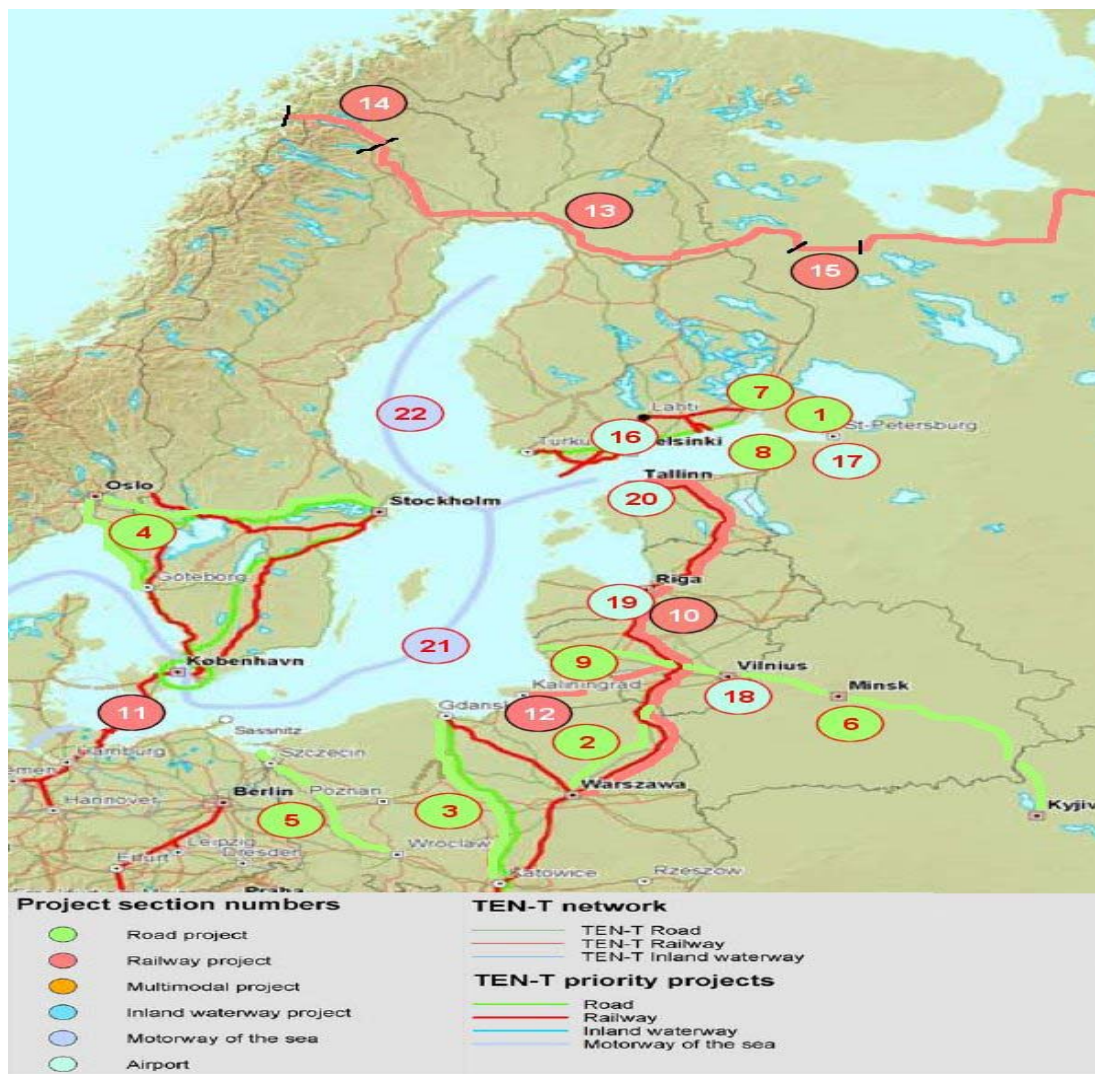 14
13
15
22
7
Lahti
1
16
Turku
elsinki
St-Petersburg
8
17
Tallinn
Oslo
20
Stockholm
4
Göteborg
Riga
19
10
21
København
9
Vilnius
Kaliningrad
18
Minsk
11
Gdansk
12
6
Sassnitz
2
Hamburg
Szczecin
Warszawa
Berlin
Poznan
Hannover
3
Kyjiv
5
Leipzig
Wroclaw
Erfurt
Dresden
Katowice
Rzeszow
Praha
Project section numbers
Road project
Railway project
Multimodal project
Inland waterway project
Motorway of the sea
Airport
TEN-T network
TEN-T Road
TEN-T Railway
TEN-T Inland waterway
TEN-T priority projects
Road
Railway
Inland waterway
Motorway of the sea